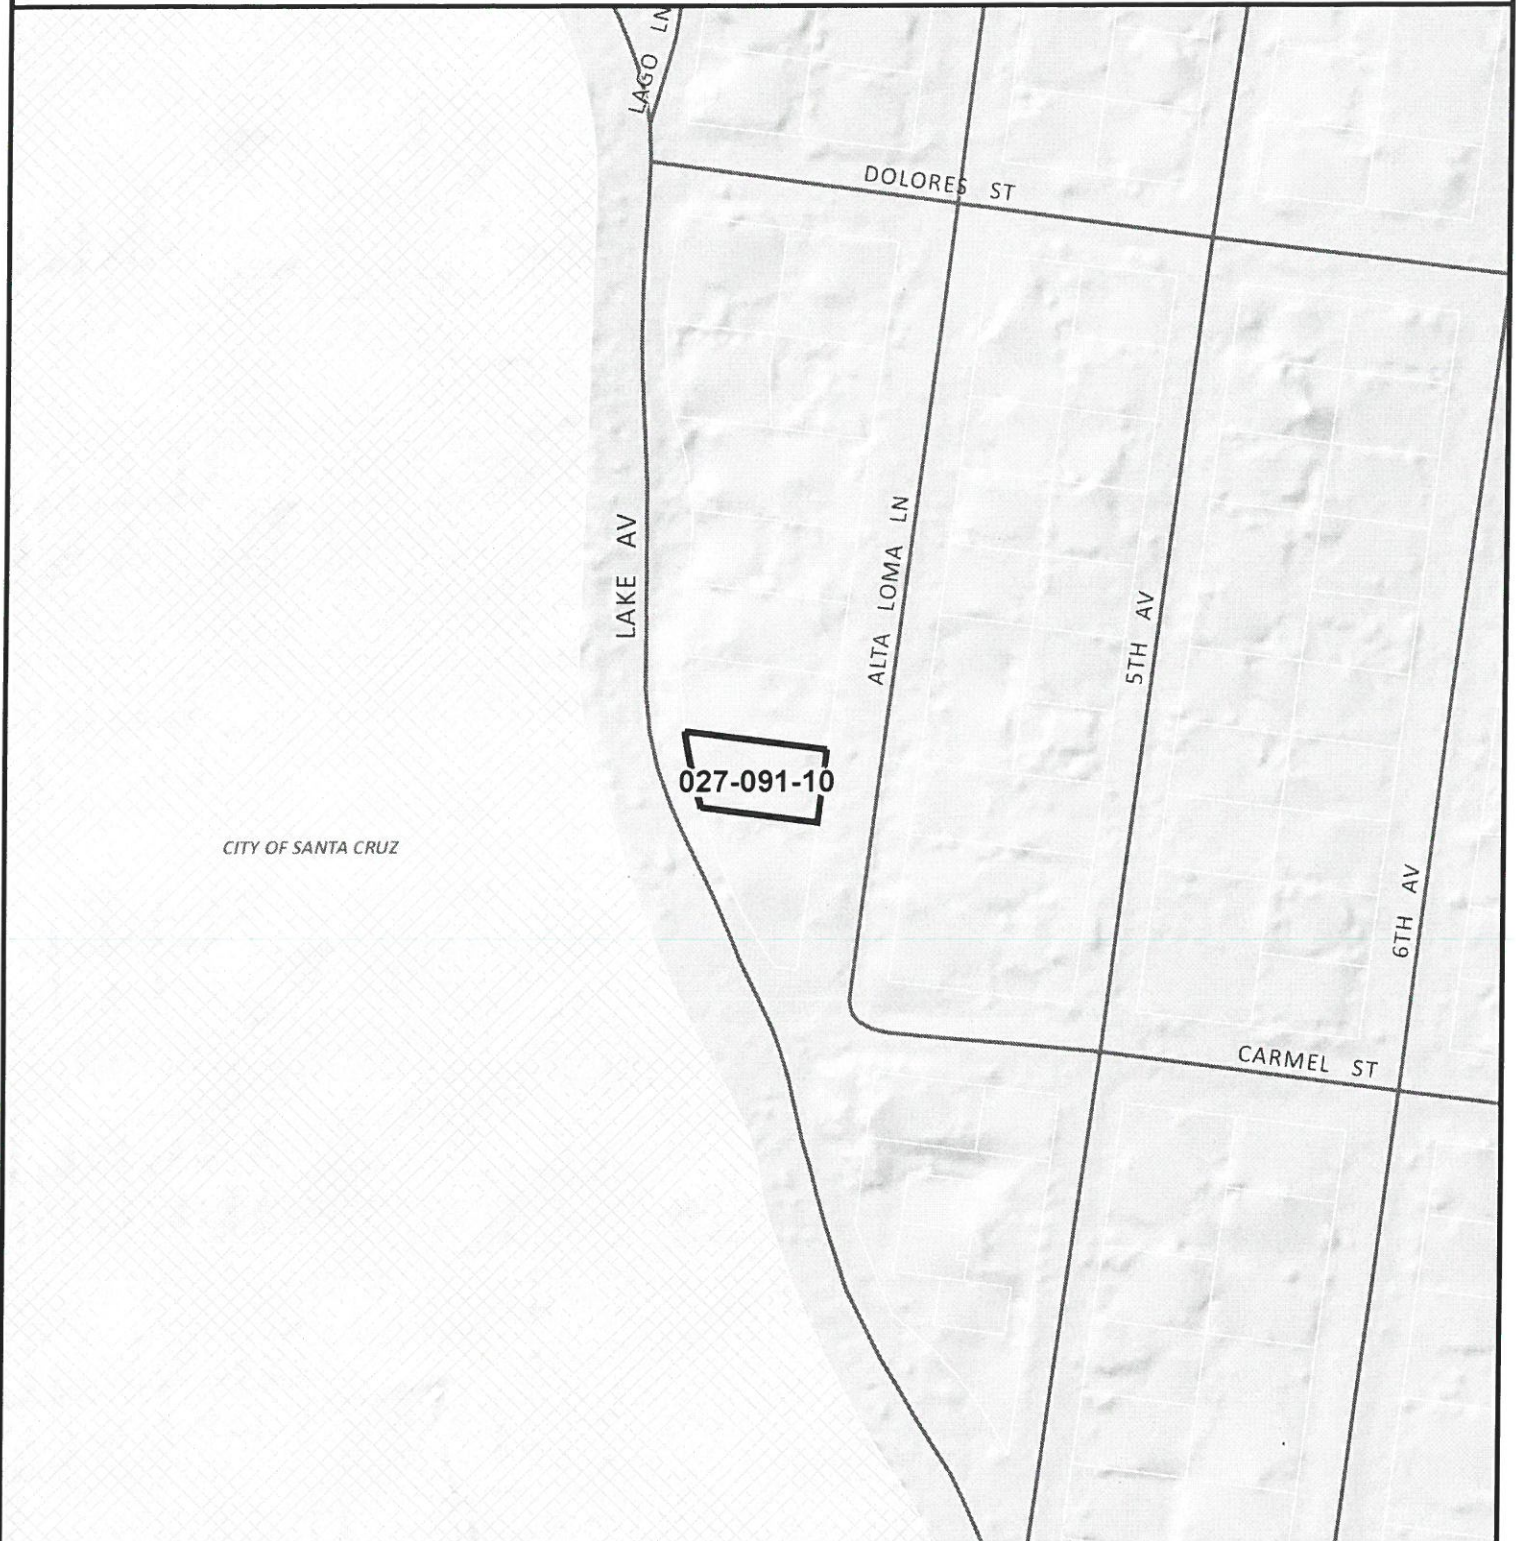 LAGO LN
DOLORES ST
LAKE AV
ALTA LOMA LN
5TH AV
027-091-10
CITY OF SANTA CRUZ
6TH AV
CARMEL ST